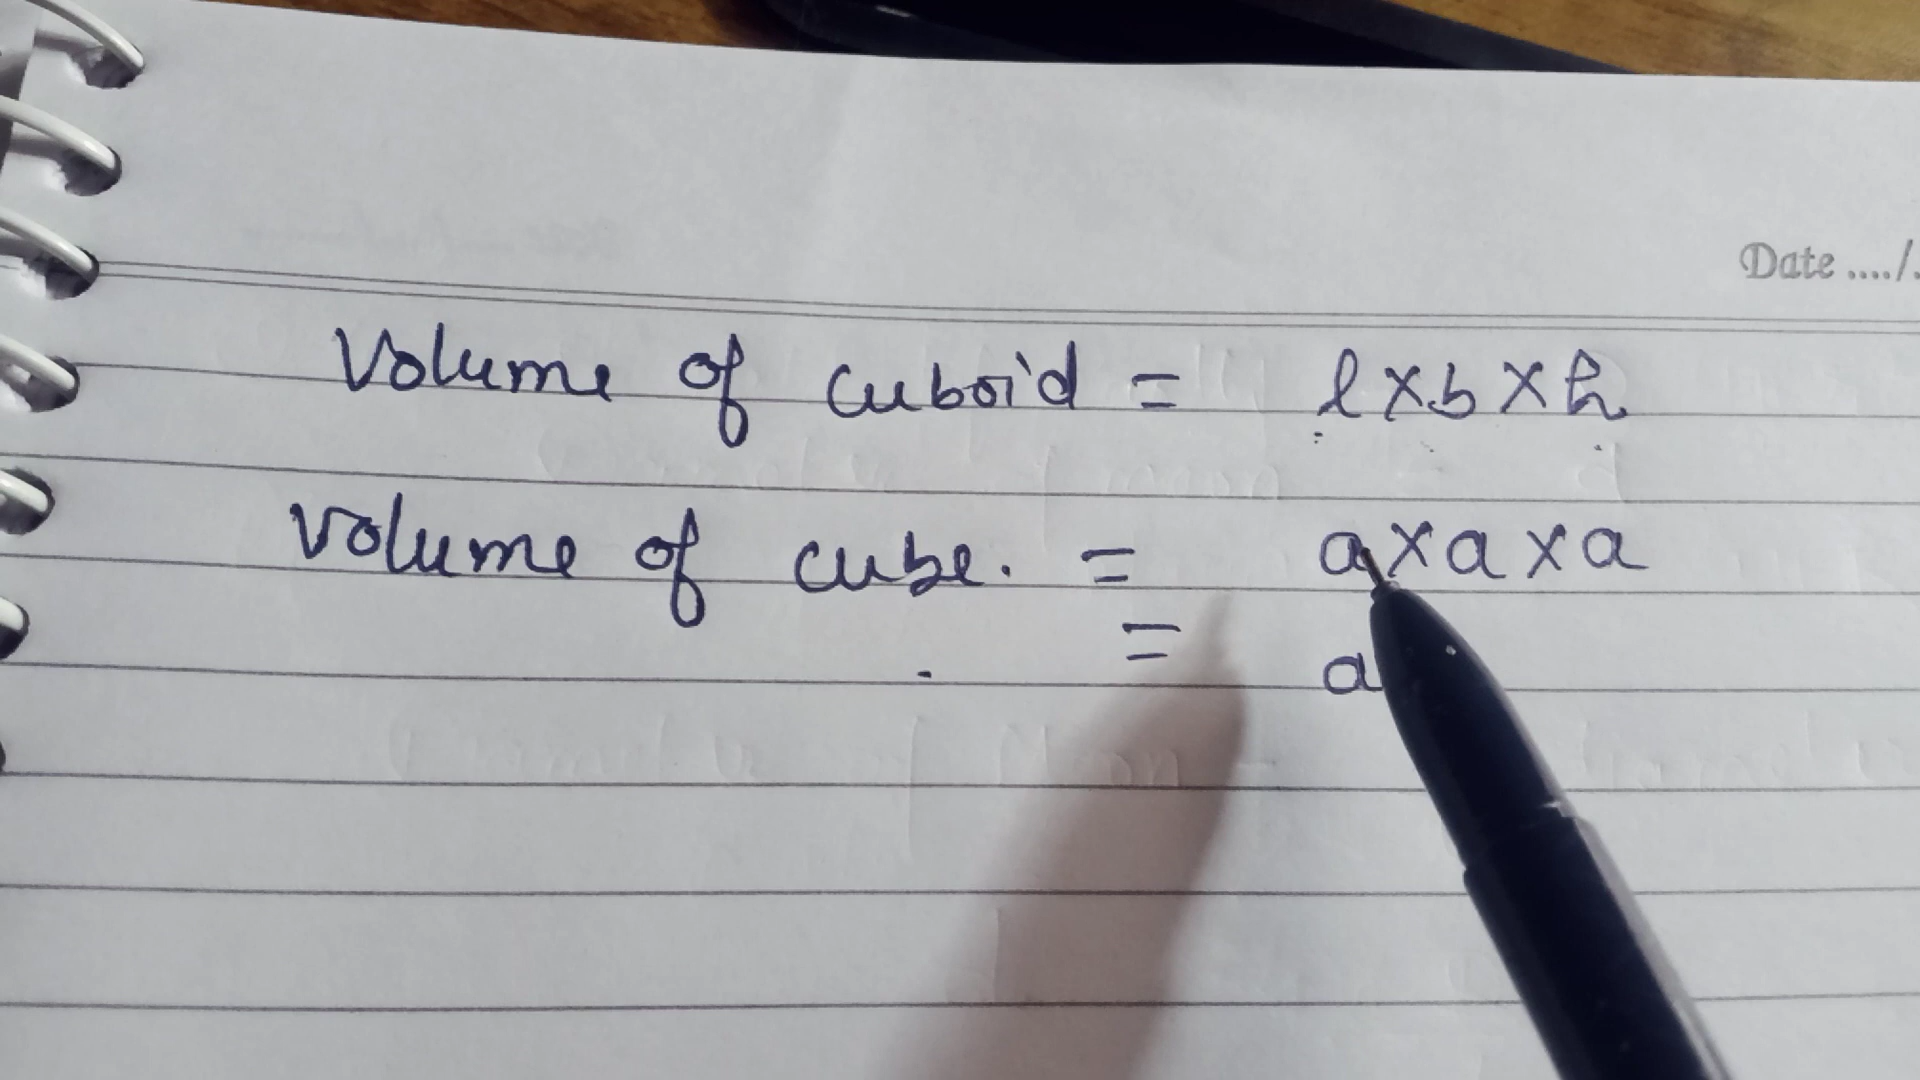 Date ..../.
Volume of cuboid = l×b×h
Volume of cube. = a×a×a
= a